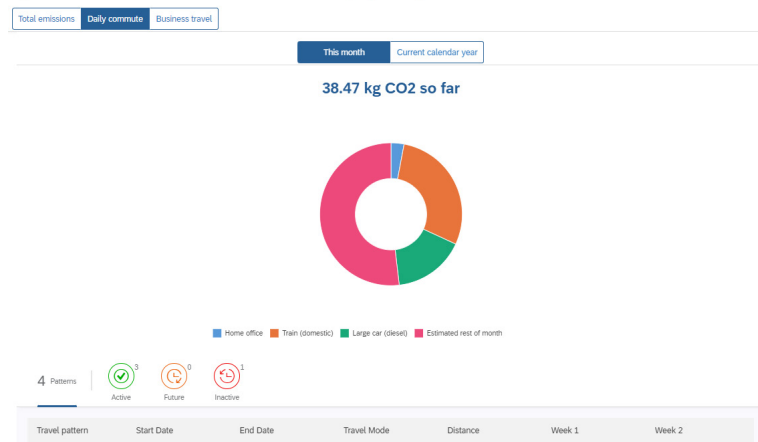 Total emissions Daily commute Business travel
This month Current calendar year
38.47 kg CO2 so far
Home office Train (domestic) Large car (diesel) Estimated rest of month
4 Patterns 3 0 1
Active Future Inactive
Travel pattern Start Date End Date Travel Mode Distance Week 1 Week 2